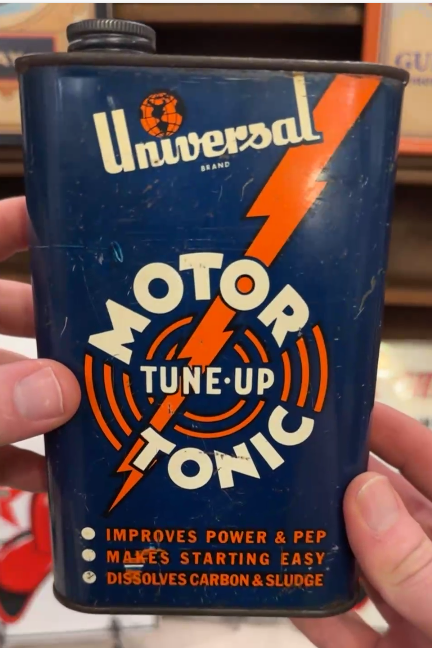 Universal
BRAND
MOTOR
TUNE-UP
TONIC
IMPROVES POWER & PEP
MAKES STARTING EASY
DISSOLVES CARBON & SLUDGE